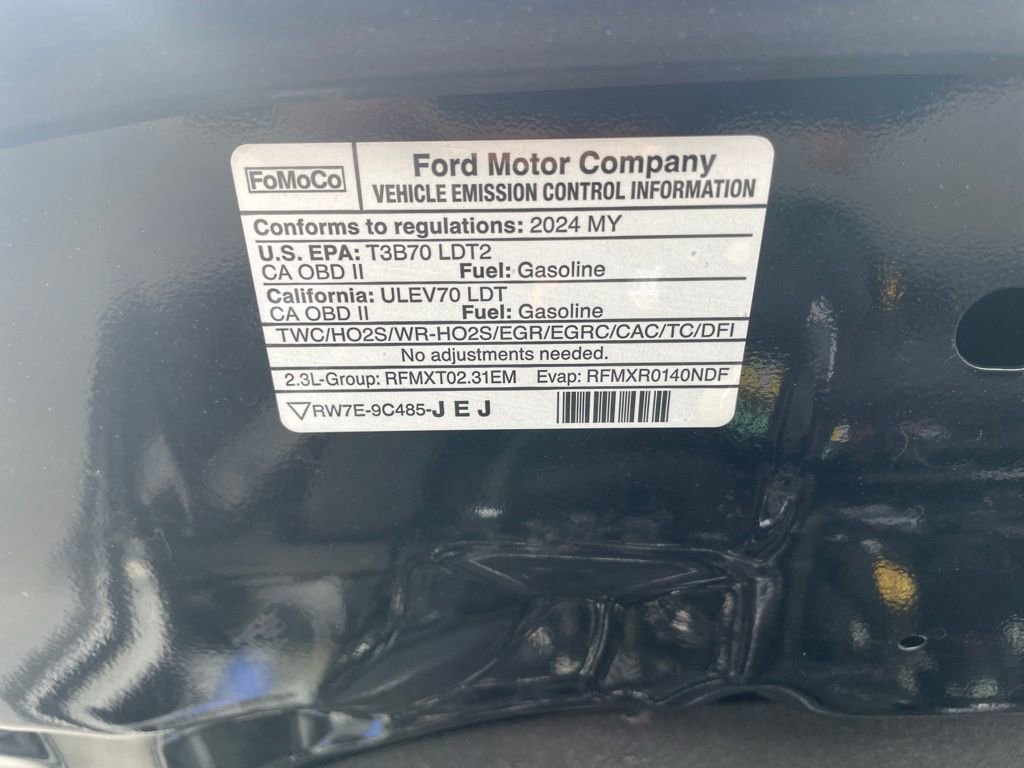 FoMoCo
Ford Motor Company
VEHICLE EMISSION CONTROL INFORMATION
Conforms to regulations: 2024 MY
U.S. EPA: T3B70 LDT2
CA OBD II Fuel: Gasoline
California: ULEV70 LDT
CA OBD II Fuel: Gasoline
TWC/HO2S/WR-HO2S/EGR/EGRC/CAC/TC/DFI
No adjustments needed.
2.3L-Group: RFMXT02.31EM Evap: RFMXR0140NDF
RW7E-9C485-JEJ